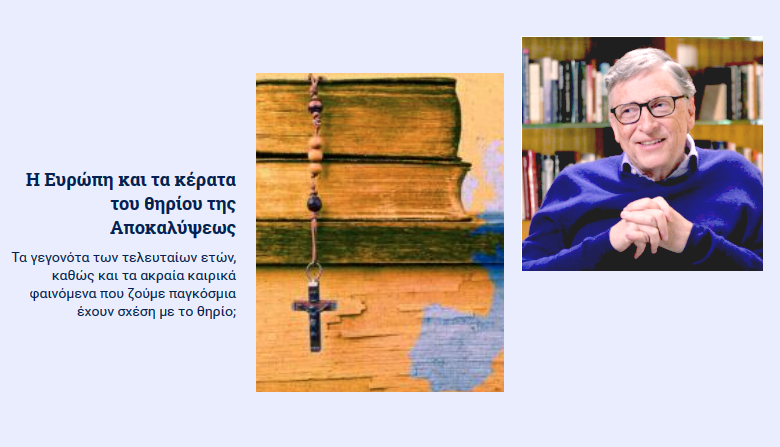 Η Ευρώπη και τα κέρατα
του θηρίου της
Αποκαλύψεως
Τα γεγονότα των τελευταίων ετών,
καθώς και τα ακραία καιρικά
φαινόμενα που ζούμε παγκόσμια
έχουν σχέση με το θηρίο;